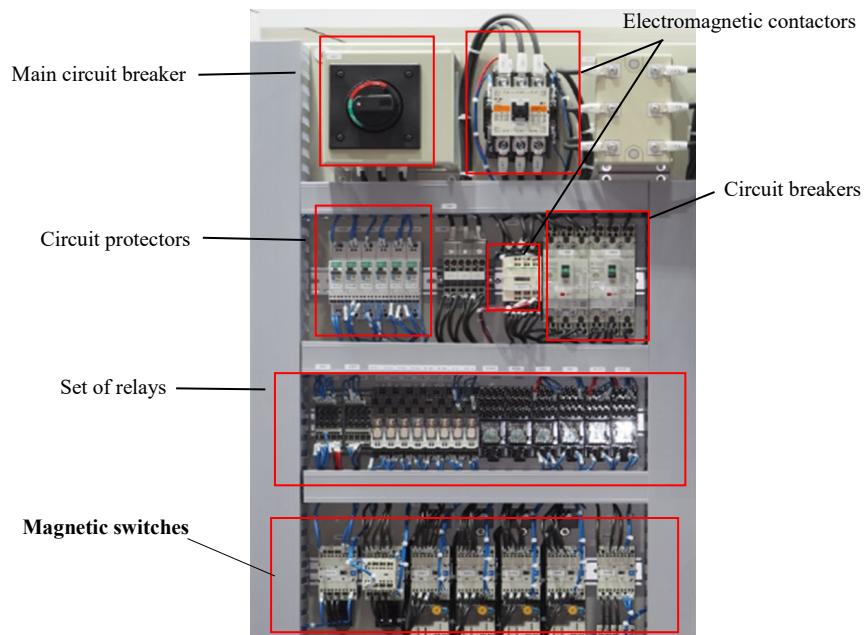 Electromagnetic contactors
Main circuit breaker
Circuit breakers
Circuit protectors
Set of relays
Magnetic switches